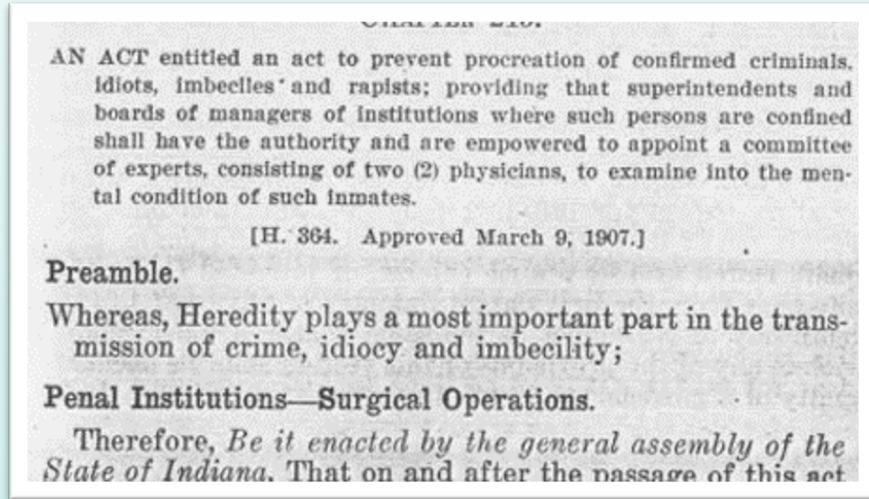 AN ACT entitled an act to prevent procreation of confirmed criminals,
idiots, imbeciles and rapists; providing that superintendents and
boards of managers of institutions where such persons are confined
shall have the authority and are empowered to appoint a committee
of experts, consisting of two (2) physicians, to examine into the men-
tal condition of such inmates.
[H. 364. Approved March 9, 1907.]
Preamble.
Whereas, Heredity plays a most important part in the trans-
mission of crime, idiocy and imbecility;
Penal Institutions—Surgical Operations.
Therefore, Be it enacted by the general assembly of the
State of Indiana, That on and after the passage of this act